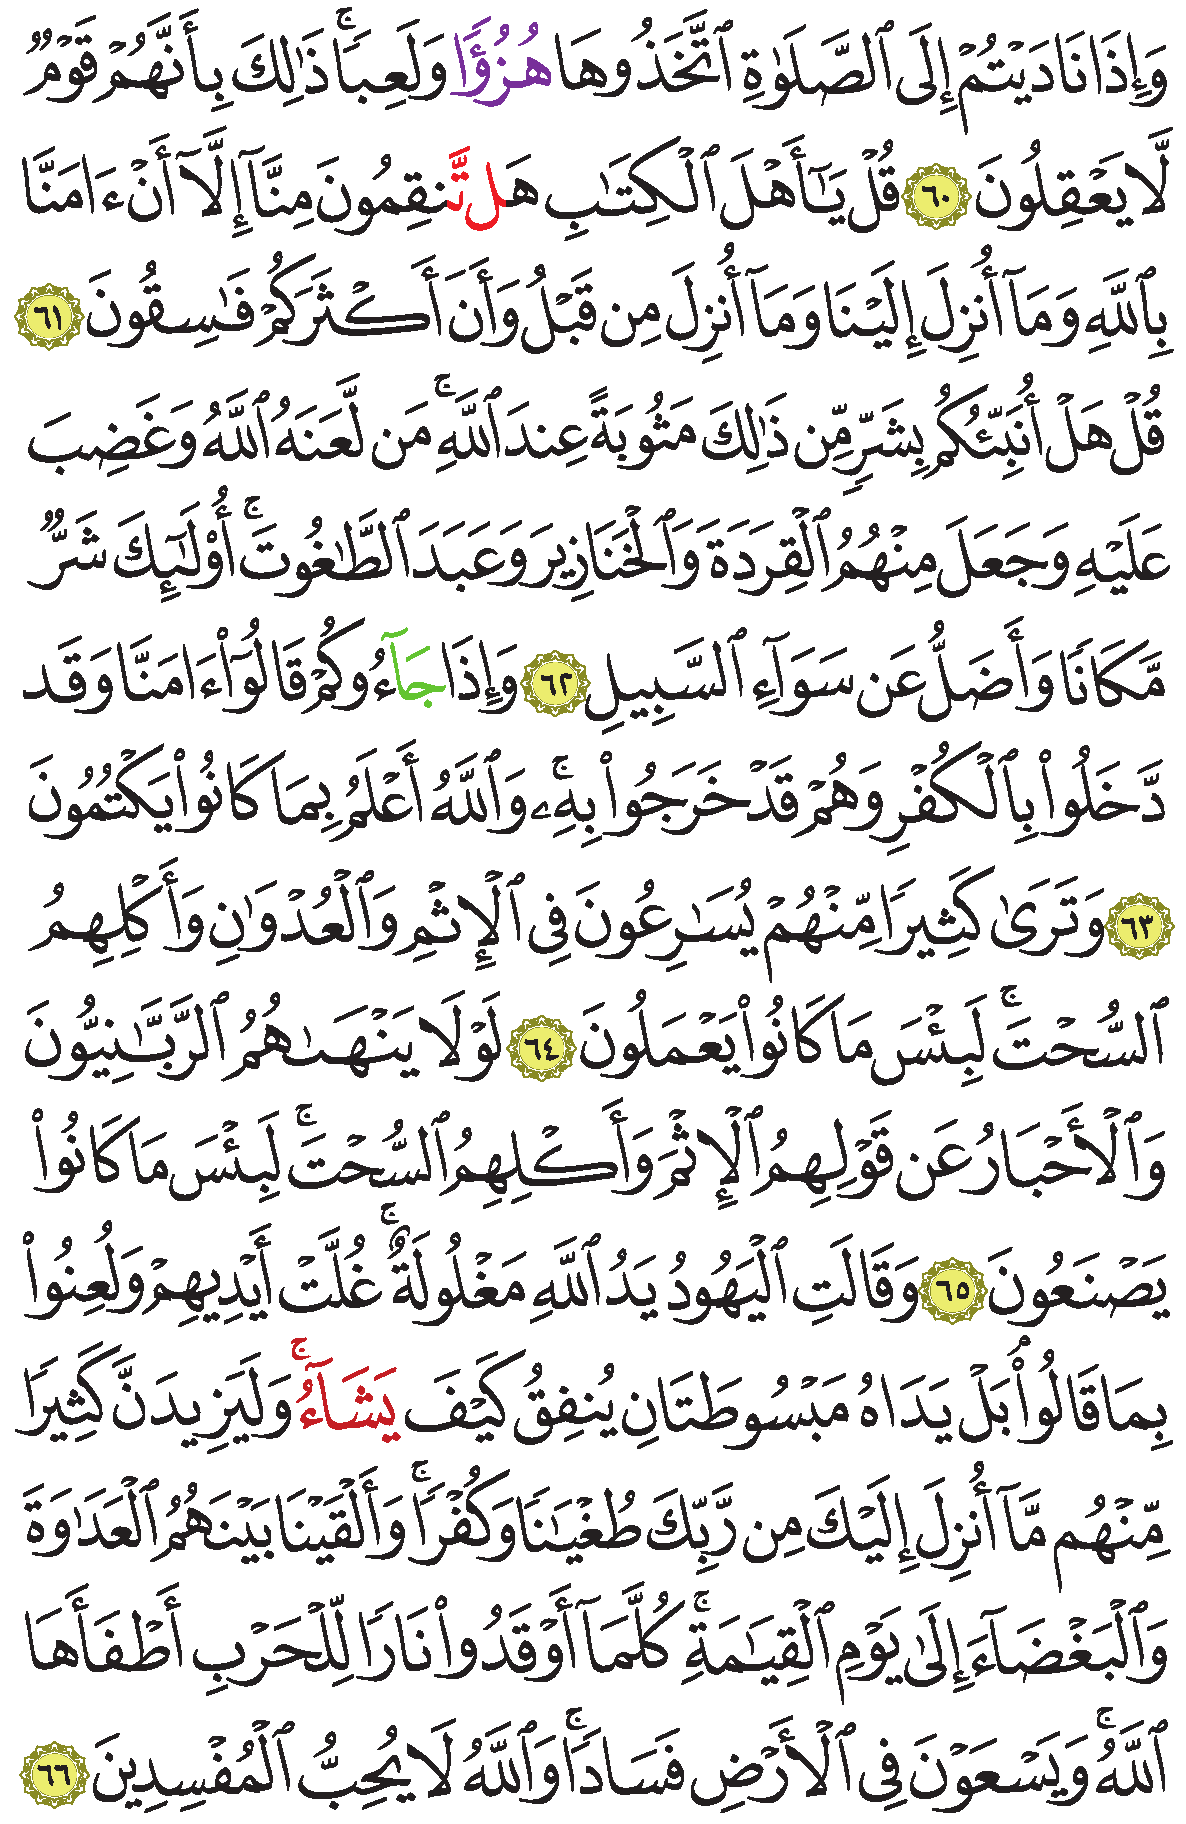 وَإِذَا نَادَيْتُمْ إِلَى ٱلصَّلَوٰةِ ٱتَّخَذُوهَا هُزُؤًا وَلَعِبًا ۚ ذَٰلِكَ بِأَنَّهُمْ قَوْمٌ
لَّا يَعْقِلُونَ ٦٠ قُلْ يَـٰٓأَهْلَ ٱلْكِتَـٰبِ هَل تَّنقِمُونَ مِنَّآ إِلَّآ أَنْ ءَامَنَّا
بِٱللَّهِ وَمَآ أُنزِلَ إِلَيْنَا وَمَآ أُنزِلَ مِن قَبْلُ وَأَنَّ أَكْثَرَكُمْ فَـٰسِقُونَ ٦١
قُلْ هَلْ أُنَبِّئُكُم بِشَرٍّ مِّن ذَٰلِكَ مَثُوبَةً عِندَ ٱللَّهِ ۚ مَن لَّعَنَهُ ٱللَّهُ وَغَضِبَ
عَلَيْهِ وَجَعَلَ مِنْهُمُ ٱلْقِرَدَةَ وَٱلْخَنَازِيرَ وَعَبَدَ ٱلطَّـٰغُوتَ ۚ أُو۟لَـٰٓئِكَ شَرٌّ
مَّكَانًا وَأَضَلُّ عَن سَوَآءِ ٱلسَّبِيلِ ٦٢ وَإِذَا جَآءُوكُمْ قَالُوٓا۟ ءَامَنَّا وَقَد
دَّخَلُوا۟ بِٱلْكُفْرِ وَهُمْ قَدْ خَرَجُوا۟ بِهِۦ ۚ وَٱللَّهُ أَعْلَمُ بِمَا كَانُوا۟ يَكْتُمُونَ
٦٣ وَتَرَىٰ كَثِيرًا مِّنْهُمْ يُسَـٰرِعُونَ فِى ٱلْإِثْمِ وَٱلْعُدْوَٰنِ وَأَكْلِهِمُ
ٱلسُّحْتَ ۚ لَبِئْسَ مَا كَانُوا۟ يَعْمَلُونَ ٦٤ لَوْلَا يَنْهَىٰهُمُ ٱلرَّبَّـٰنِيُّونَ
وَٱلْأَحْبَارُ عَن قَوْلِهِمُ ٱلْإِثْمَ وَأَكْلِهِمُ ٱلسُّحْتَ ۚ لَبِئْسَ مَا كَانُوا۟
يَصْنَعُونَ ٦٥ وَقَالَتِ ٱلْيَهُودُ يَدُ ٱللَّهِ مَغْلُولَةٌ ۚ غُلَّتْ أَيْدِيهِمْ وَلُعِنُوا۟
بِمَا قَالُوا۟ ۘ بَلْ يَدَاهُ مَبْسُوطَتَانِ يُنفِقُ كَيْفَ يَشَآءُ ۚ وَلَيَزِيدَنَّ كَثِيرًا
مِّنْهُم مَّآ أُنزِلَ إِلَيْكَ مِن رَّبِّكَ طُغْيَـٰنًا وَكُفْرًا ۚ وَأَلْقَيْنَا بَيْنَهُمُ ٱلْعَدَٰوَةَ
وَٱلْبَغْضَآءَ إِلَىٰ يَوْمِ ٱلْقِيَـٰمَةِ ۚ كُلَّمَآ أَوْقَدُوا۟ نَارًا لِّلْحَرْبِ أَطْفَأَهَا
ٱللَّهُ ۚ وَيَسْعَوْنَ فِى ٱلْأَرْضِ فَسَادًا ۚ وَٱللَّهُ لَا يُحِبُّ ٱلْمُفْسِدِينَ ٦٦